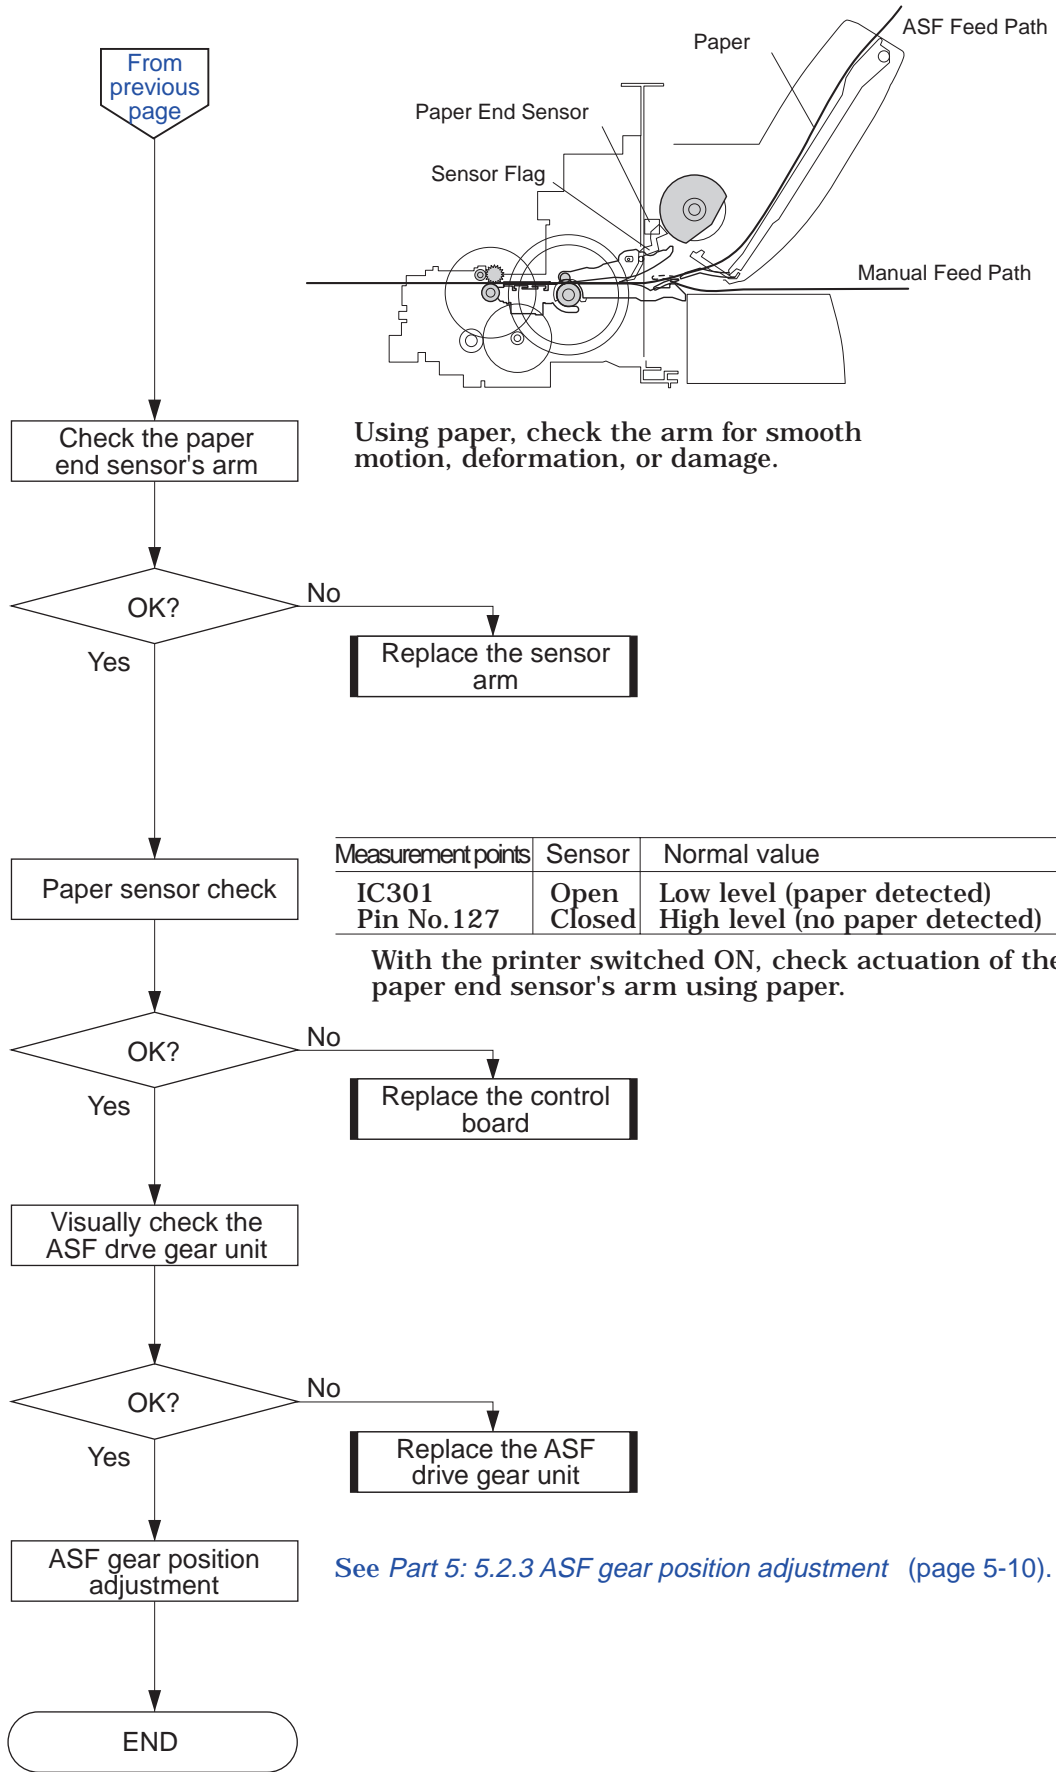 From
previous
page
ASF Feed Path
Paper
Paper End Sensor
Sensor Flag
Manual Feed Path
Check the paper
end sensor's arm
Using paper, check the arm for smooth
motion, deformation, or damage.
OK?
No
Yes
Replace the sensor
arm
Paper sensor check
Measurement points Sensor Normal value
IC301 Open Low level (paper detected)
Pin No.127 Closed High level (no paper detected)
With the printer switched ON, check actuation of the
paper end sensor's arm using paper.
OK?
No
Yes
Replace the control
board
Visually check the
ASF drve gear unit
OK?
No
Yes
Replace the ASF
drive gear unit
ASF gear position
adjustment
See Part 5: 5.2.3 ASF gear position adjustment (page 5-10).
END